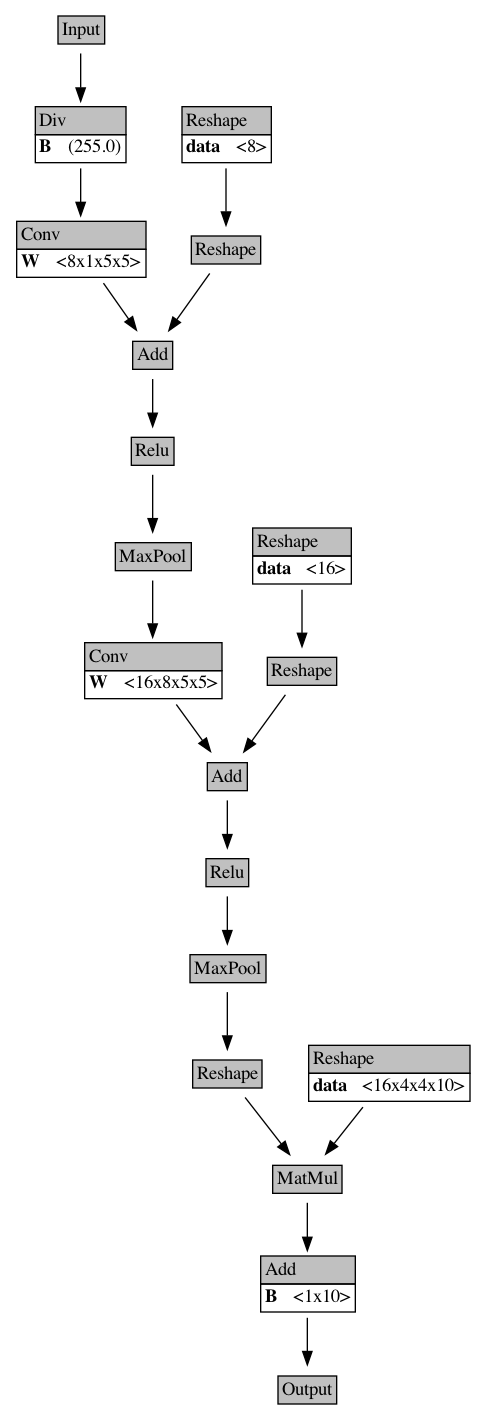 Input
Div
B (255.0)
Reshape
data <8>
Conv
W <8x1x5x5>
Reshape
Add
Relu
MaxPool
Reshape
data <16>
Conv
W <16x8x5x5>
Reshape
Add
Relu
MaxPool
Reshape
Reshape
data <16x4x4x10>
MatMul
Add
B <1x10>
Output